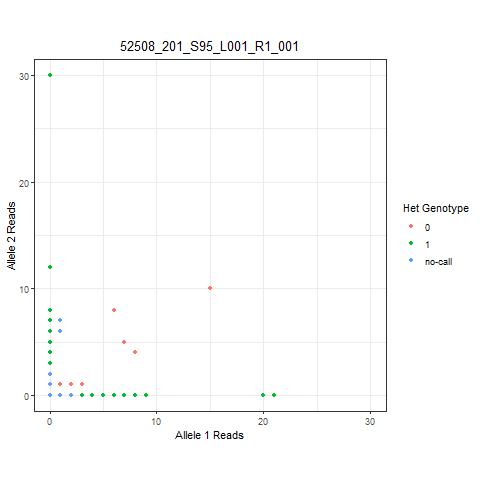 52508_201_S95_L001_R1_001
30
20
10
0
Allele 2 Reads
0 10 20 30
Allele 1 Reads
Het Genotype
0
1
no-call